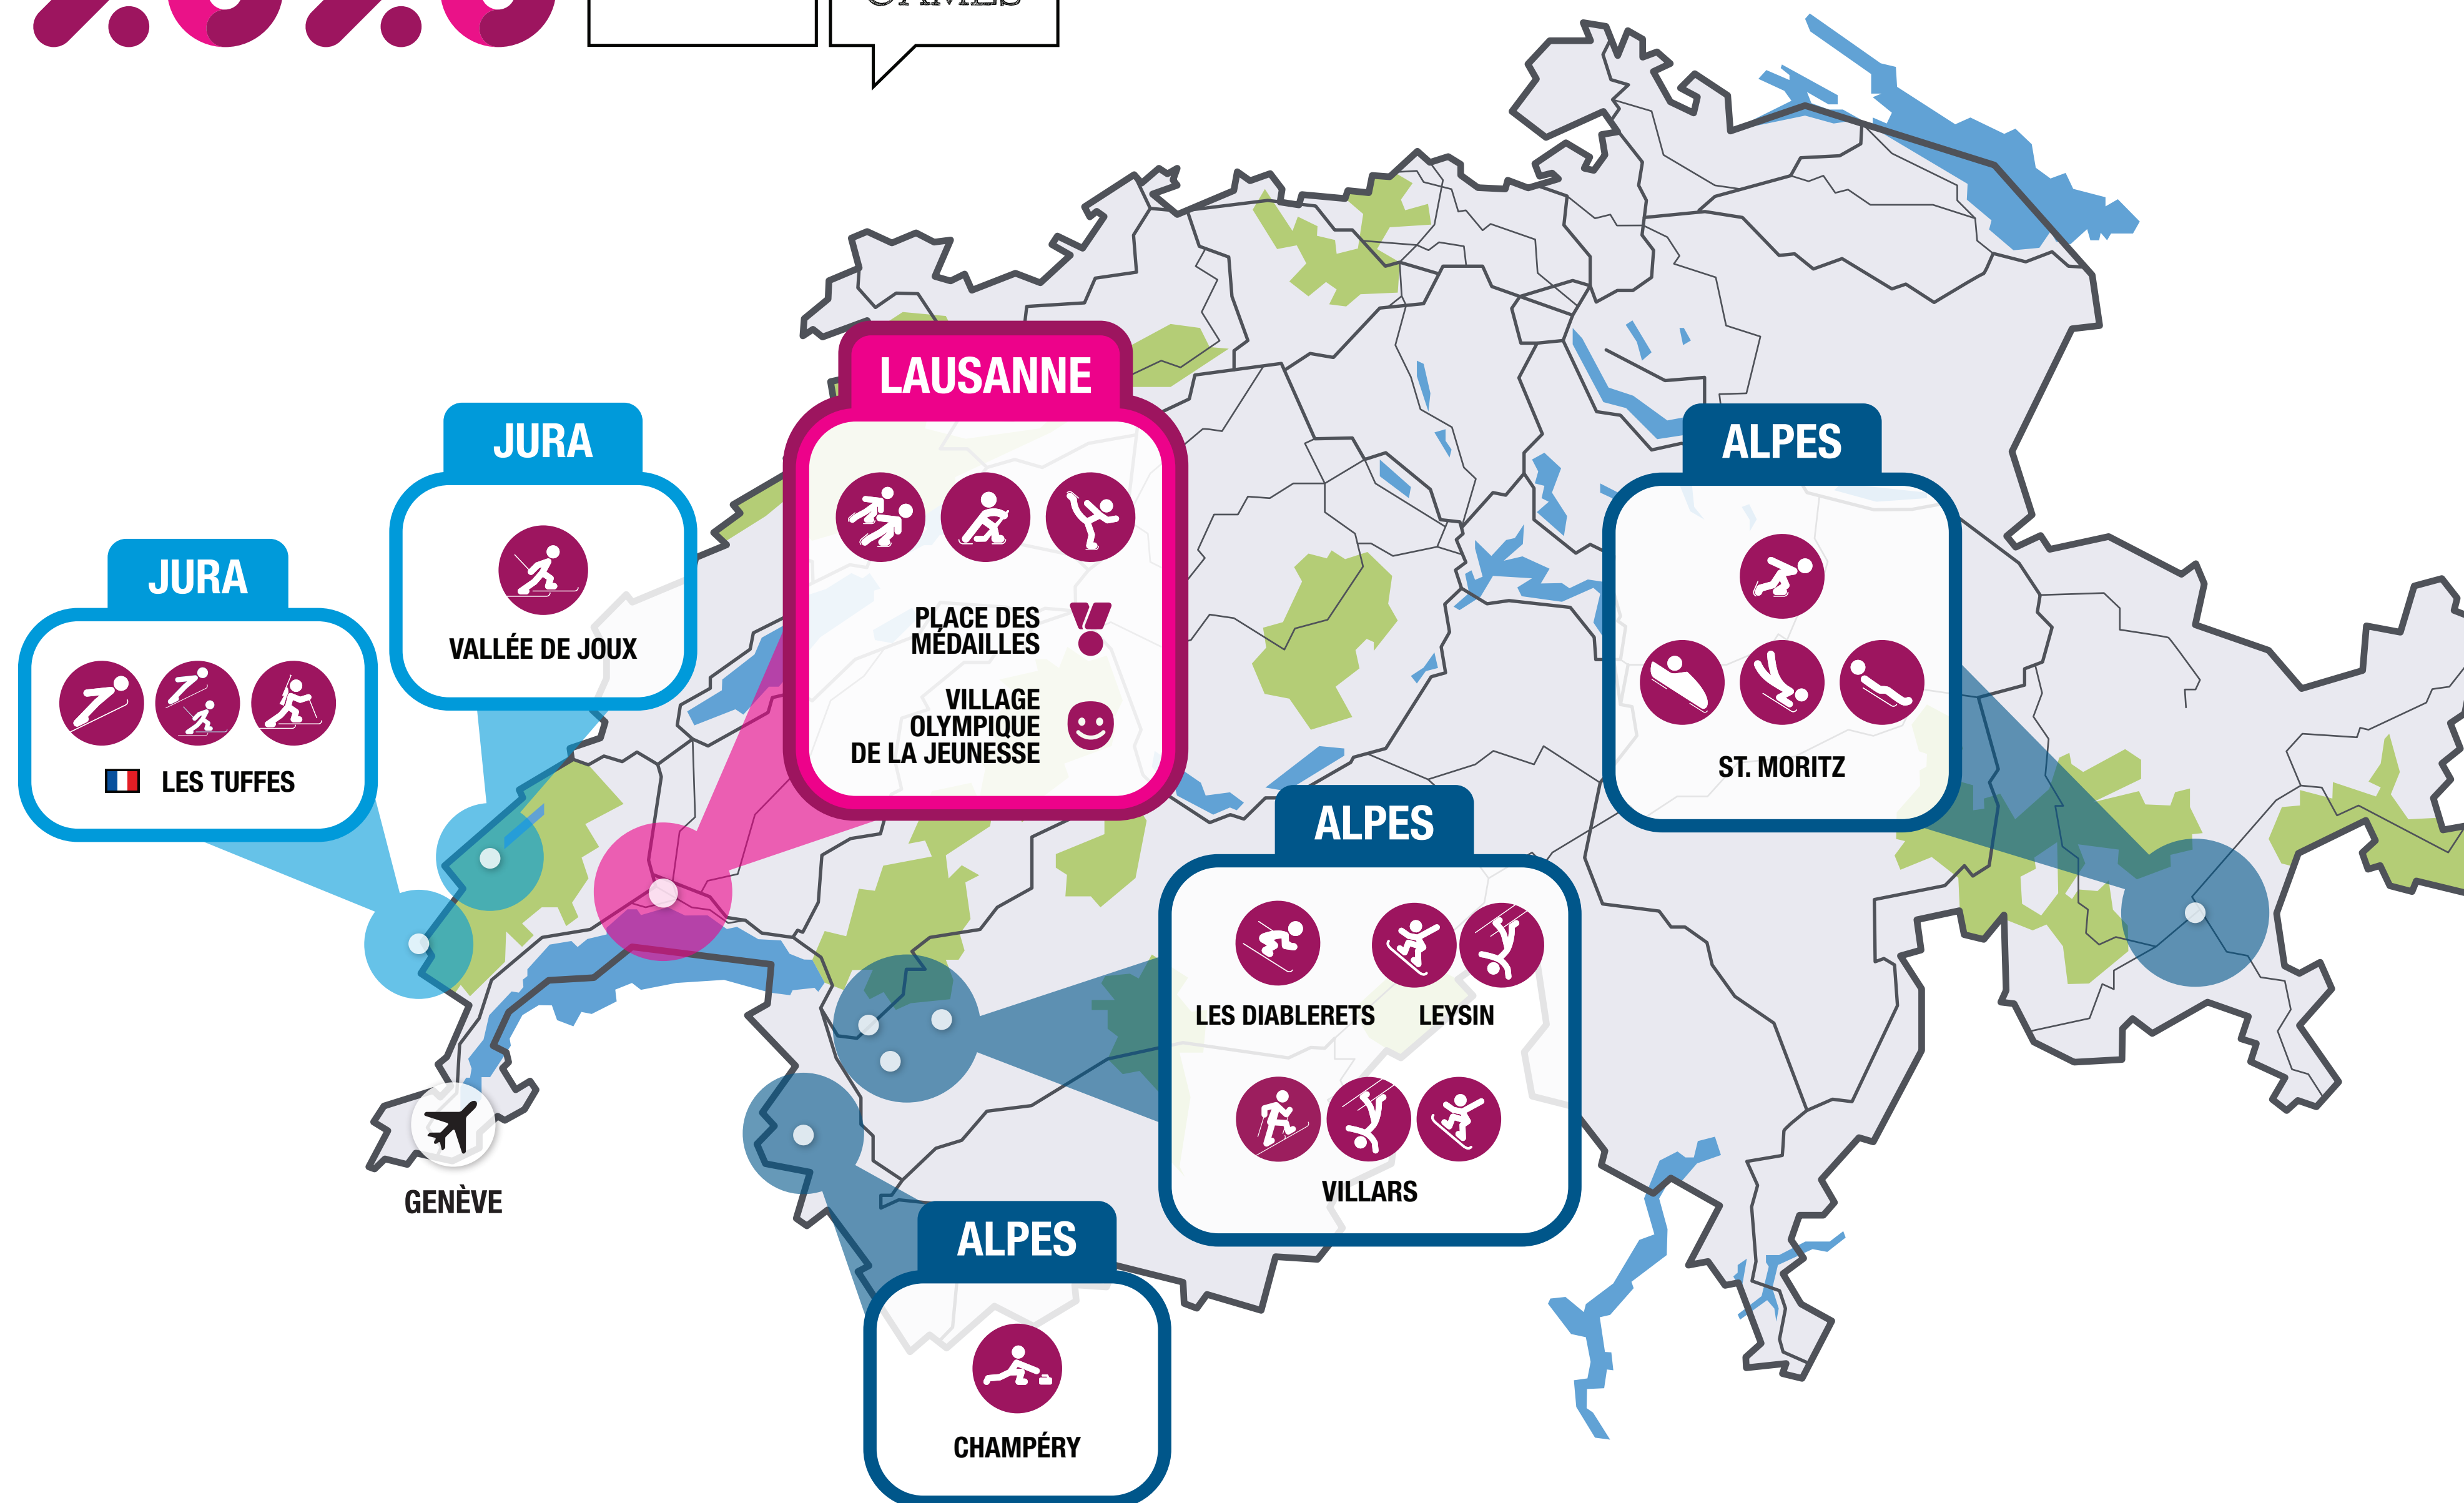 LAUSANNE
JURA
VALLÉE DE JOUX
JURA
LES TUFFES
PLACE DES
MÉDAILLES
VILLAGE
OLYMPIQUE
DE LA JEUNESSE
ALPES
ST. MORITZ
ALPES
LES DIABLERETS
LEYSIN
VILLARS
GENÈVE
ALPES
CHAMPÉRY